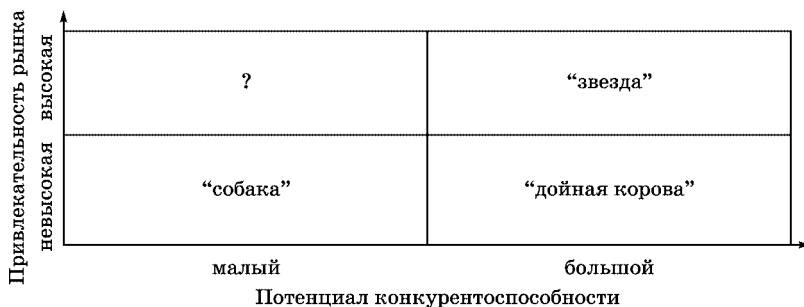 Привлекательность рынка
высокая
невысокая
?
“звезда”
“собака”
“дойная корова”
малый
большой
Потенциал конкурентоспособности